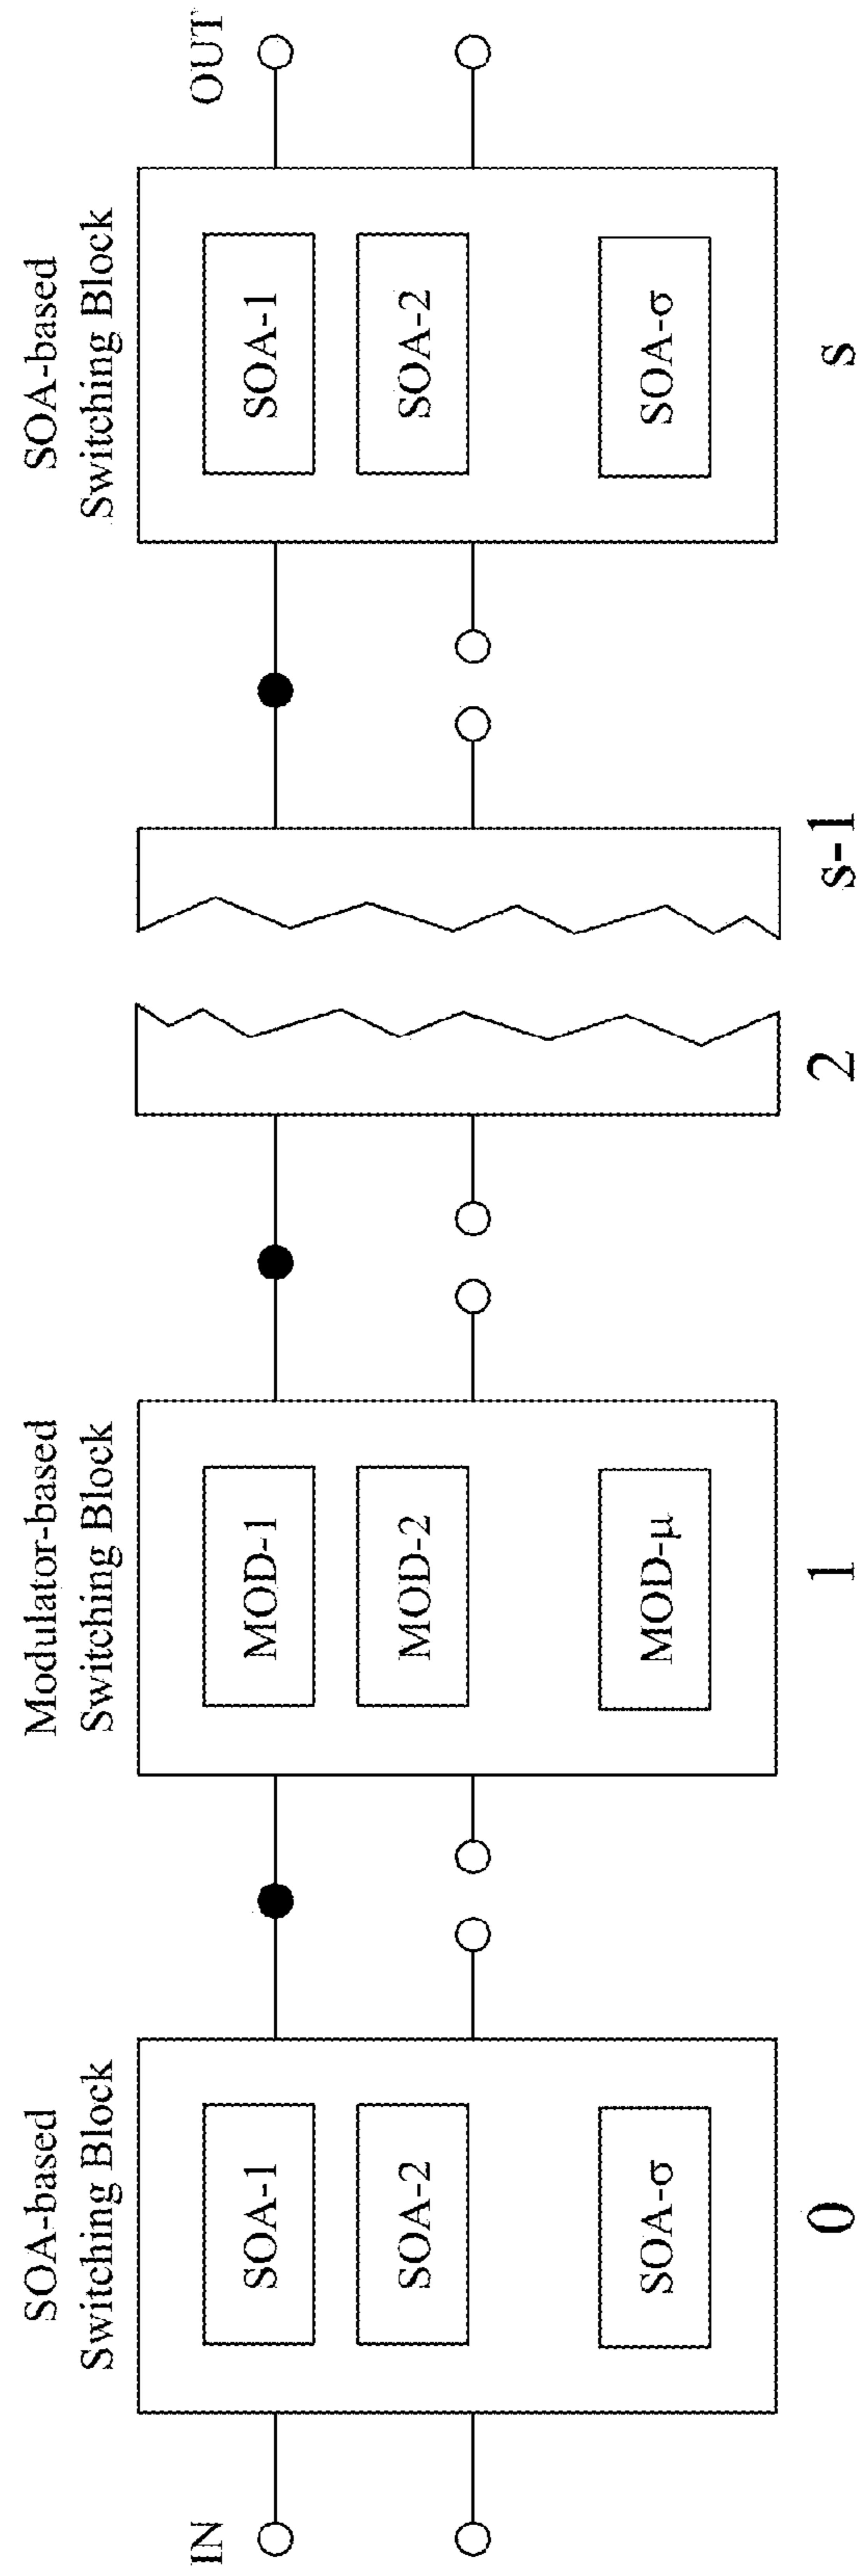 SOA-based
Switching Block
Modulator-based
Switching Block
SOA-based
Switching Block
IN
OUT
SOA-1
SOA-2
SOA-σ
MOD-1
MOD-2
MOD-μ
SOA-1
SOA-2
SOA-σ
0
1
2
s-1
s